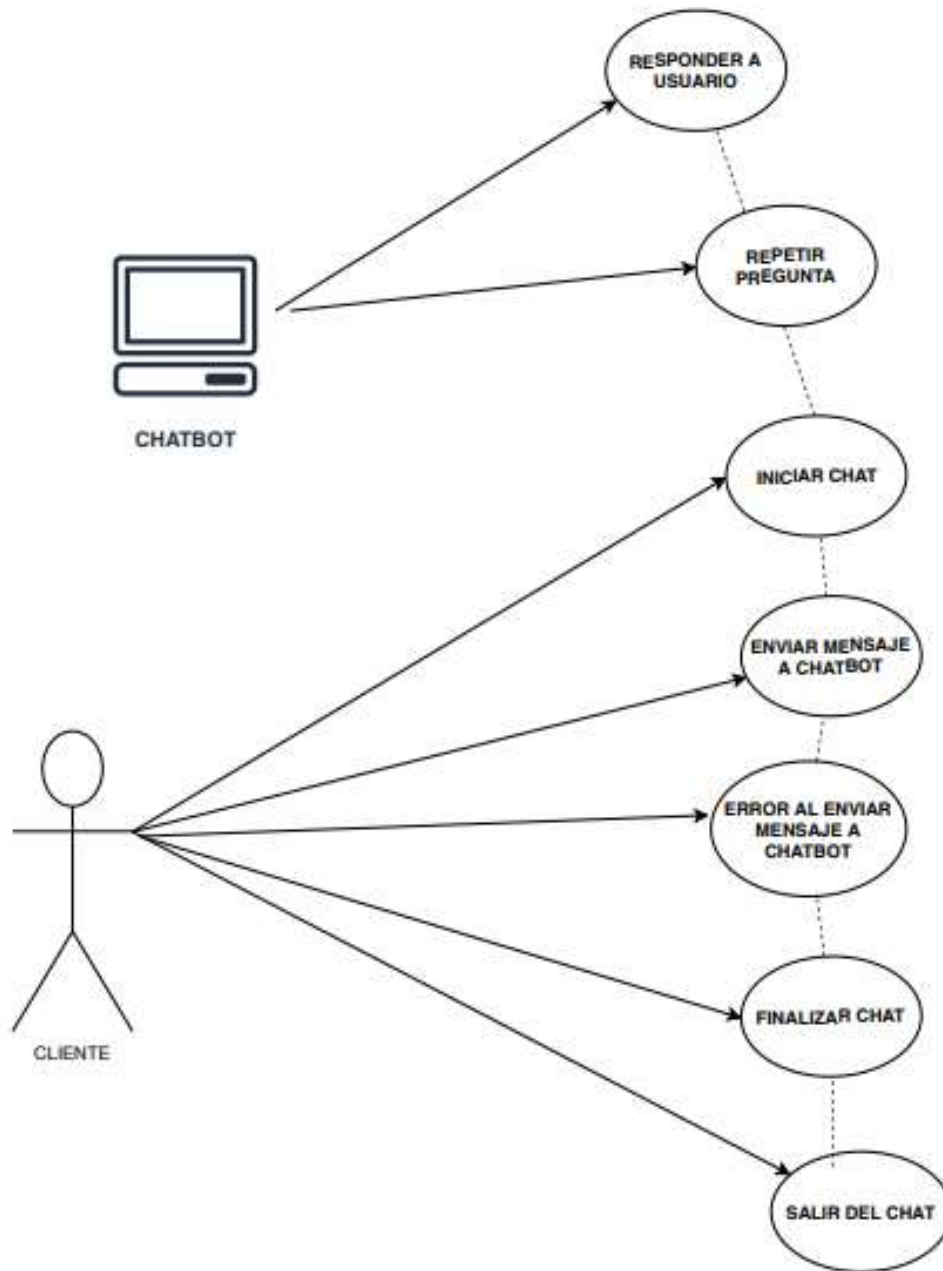 RESPONDER A
USUARIO
REPETIR
PREGUNTA
CHATBOT
INICIAR CHAT
ENVIAR MENSAJE
A CHATBOT
ERROR AL ENVIAR
MENSAJE A
CHATBOT
FINALIZAR CHAT
CLIENTE
SALIR DEL CHAT